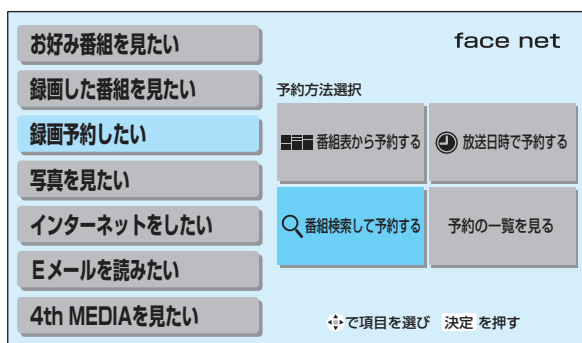 お好み番組を見たい
録画した番組を見たい
録画予約したい
写真を見たい
インターネットをしたい
Eメールを読みたい
4th MEDIAを見たい
face net
予約方法選択
番組表から予約する
放送日時で予約する
番組検索して予約する
予約の一覧を見る
で項目を選び 決定 を押す